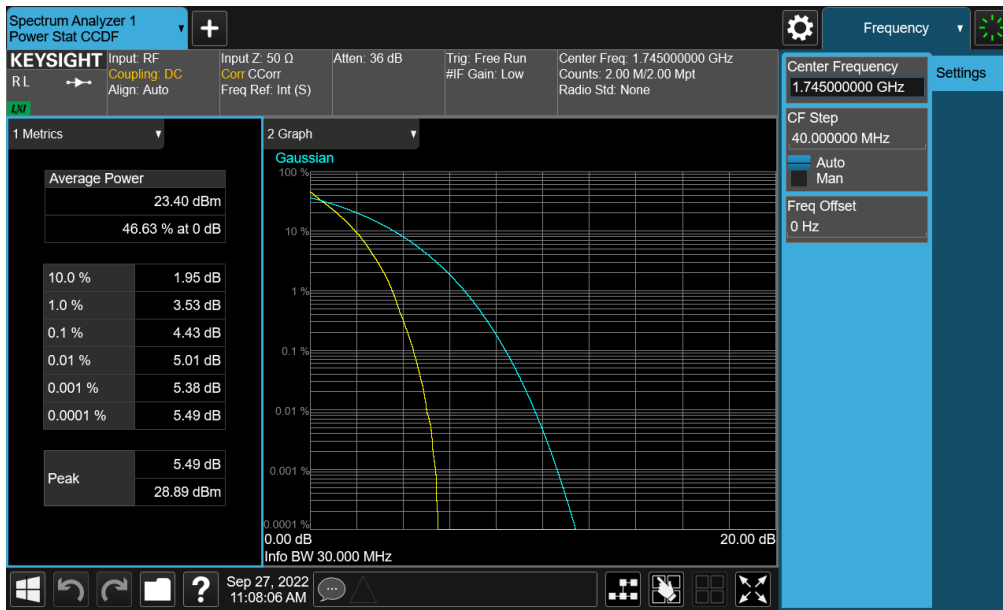 Spectrum Analyzer 1
Power Stat CCDF
Frequency
KEYSIGHT
RL
LXI
Input: RF
Coupling: DC
Align: Auto
Input Z: 50 Ω
Corr CCorr
Freq Ref: Int (S)
Atten: 36 dB
Trig: Free Run
#IF Gain: Low
Center Freq: 1.745000000 GHz
Counts: 2.00 M/2.00 Mpt
Radio Std: None
Center Frequency
1.745000000 GHz
Settings
CF Step
40.000000 MHz
Auto
Man
Freq Offset
0 Hz
1 Metrics
Average Power
23.40 dBm
46.63 % at 0 dB
10.0 % 1.95 dB
1.0 % 3.53 dB
0.1 % 4.43 dB
0.01 % 5.01 dB
0.001 % 5.38 dB
0.0001 % 5.49 dB
Peak 5.49 dB
28.89 dBm
2 Graph
Gaussian
100 %
10 %
1 %
0.1 %
0.01 %
0.001 %
0.0001 %
0.00 dB 20.00 dB
Info BW 30.000 MHz
?
Sep 27, 2022
11:08:06 AM